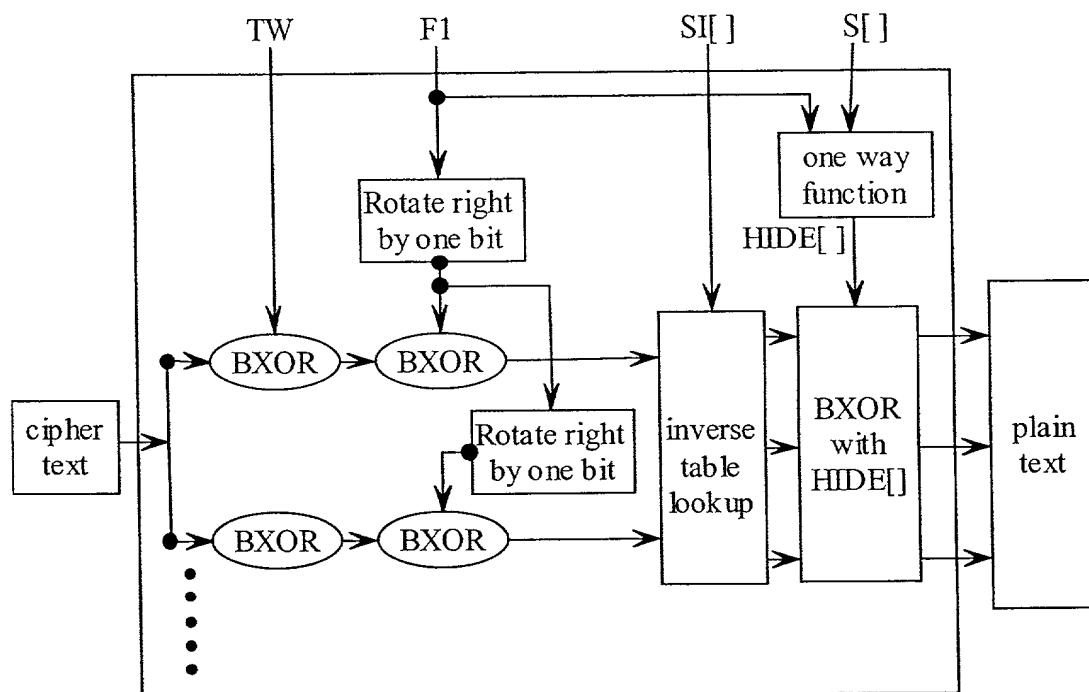 TW
F1
SI[ ]
S[ ]
one way
function
Rotate right
by one bit
HIDE[ ]
BXOR
BXOR
cipher
text
Rotate right
by one bit
inverse
table
lookup
BXOR
with
HIDE[]
plain
text
BXOR
BXOR